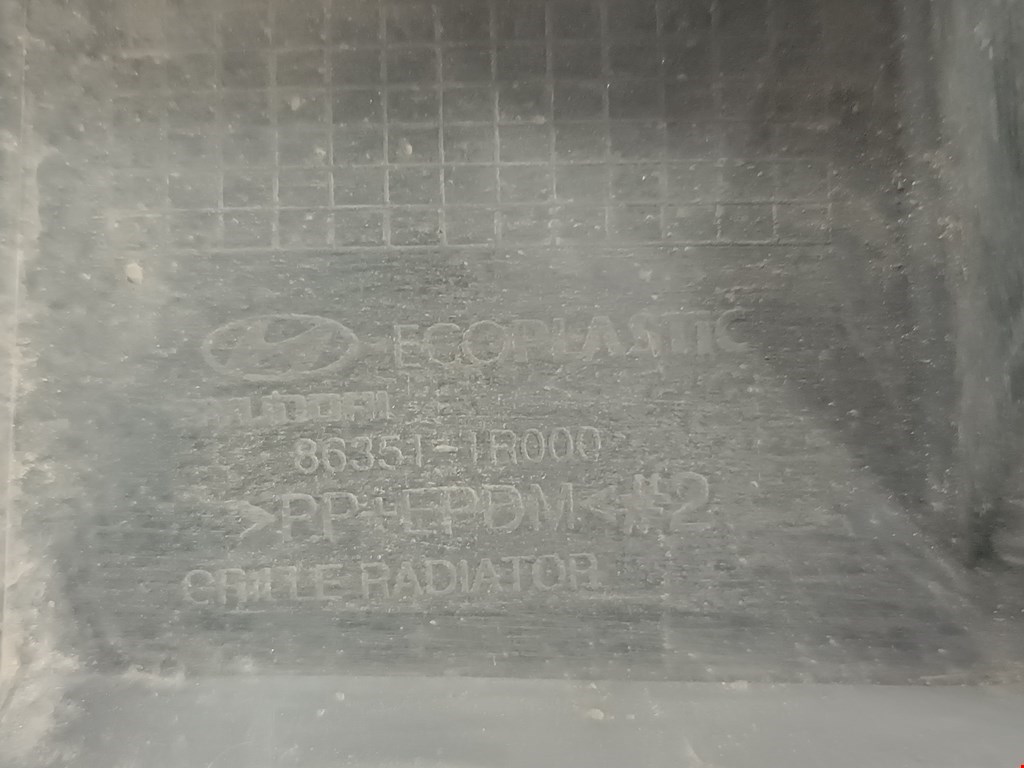 ECOPLASTIC
86351-1R000
>PP+EPDM<#2
GRILLE RADIATOR